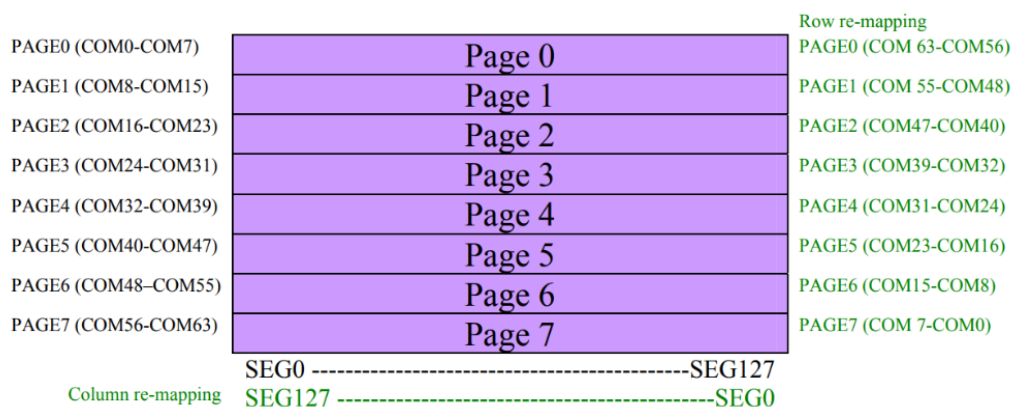 Row re-mapping
PAGE0 (COM0-COM7) Page 0 PAGE0 (COM 63-COM56)
PAGE1 (COM8-COM15) Page 1 PAGE1 (COM 55-COM48)
PAGE2 (COM16-COM23) Page 2 PAGE2 (COM47-COM40)
PAGE3 (COM24-COM31) Page 3 PAGE3 (COM39-COM32)
PAGE4 (COM32-COM39) Page 4 PAGE4 (COM31-COM24)
PAGE5 (COM40-COM47) Page 5 PAGE5 (COM23-COM16)
PAGE6 (COM48–COM55) Page 6 PAGE6 (COM15-COM8)
PAGE7 (COM56-COM63) Page 7 PAGE7 (COM 7-COM0)
SEG0 ---------------------------------------------SEG127
Column re-mapping SEG127 ---------------------------------------------SEG0